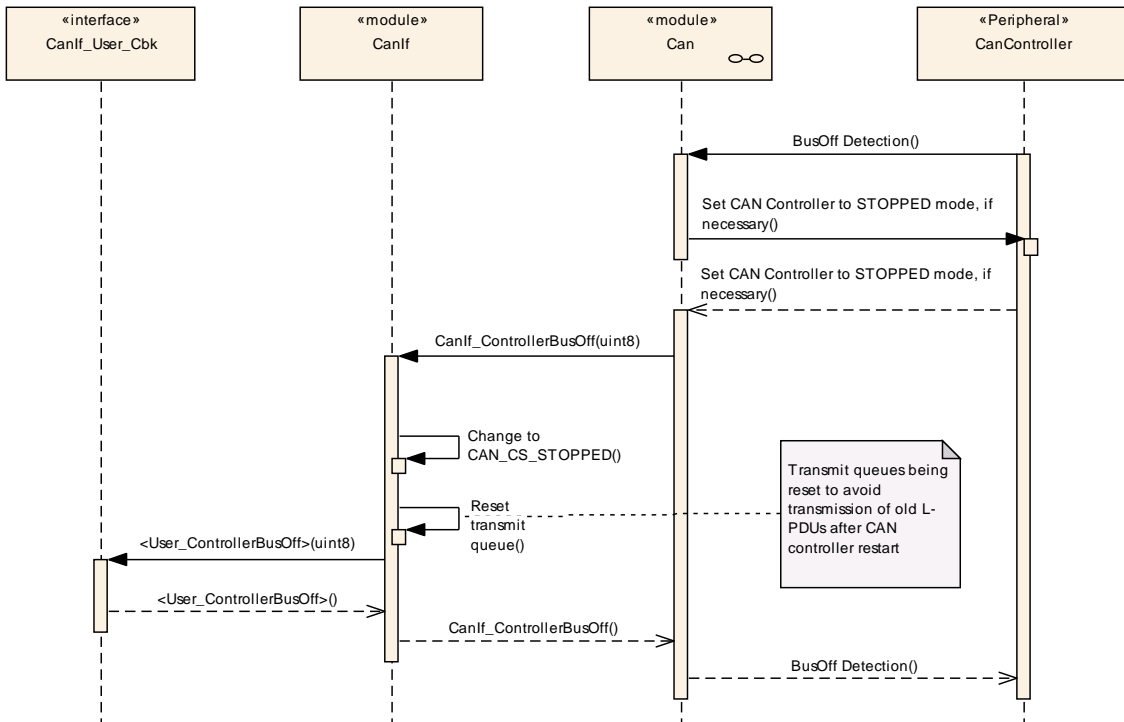 «interface»
CanIf_User_Cbk
«module»
CanIf
«module»
Can
«Peripheral»
CanController
BusOff Detection()
Set CAN Controller to STOPPED mode, if
necessary()
Set CAN Controller to STOPPED mode, if
necessary()
CanIf_ControllerBusOff(uint8)
Change to
CAN_CS_STOPPED()
Transmit queues being
reset to avoid
transmission of old L-
PDUs after CAN
controller restart
Reset
transmit
queue()
<User_ControllerBusOff>(uint8)
<User_ControllerBusOff>()
CanIf_ControllerBusOff()
BusOff Detection()